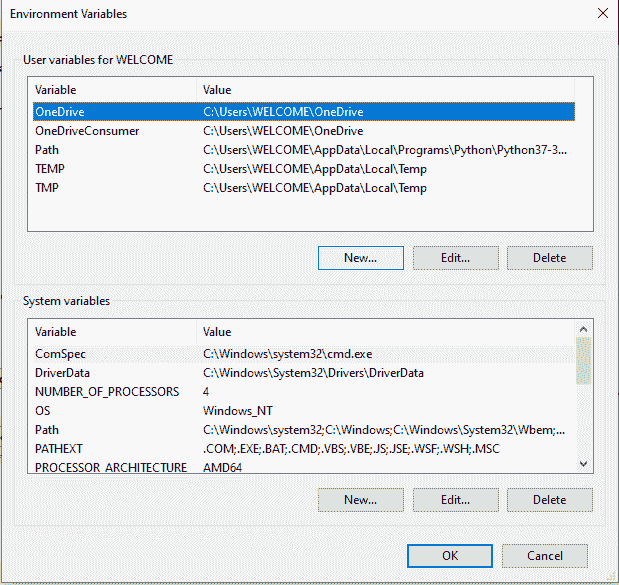 Environment Variables
User variables for WELCOME
Variable Value
OneDrive C:\Users\WELCOME\OneDrive
OneDriveConsumer C:\Users\WELCOME\OneDrive
Path C:\Users\WELCOME\AppData\Local\Programs\Python\Python37-3...
TEMP C:\Users\WELCOME\AppData\Local\Temp
TMP C:\Users\WELCOME\AppData\Local\Temp
New... Edit... Delete
System variables
Variable Value
ComSpec C:\Windows\system32\cmd.exe
DriverData C:\Windows\System32\Drivers\DriverData
NUMBER_OF_PROCESSORS 4
OS Windows_NT
Path C:\Windows\system32;C:\Windows;C:\Windows\System32\Wbem;...
PATHEXT .COM;.EXE;.BAT;.CMD;.VBS;.VBE;.JS;.JSE;.WSF;.WSH;.MSC
PROCESSOR_ARCHITECTURE AMD64
New... Edit... Delete
OK Cancel